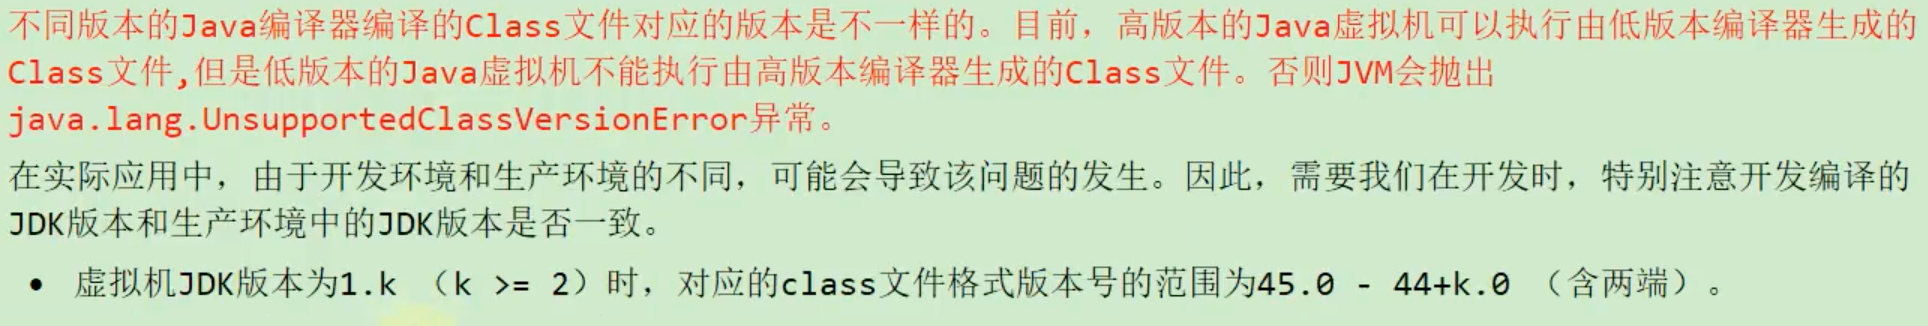 不同版本的Java编译器编译的Class文件对应的版本是不一样的。目前，高版本的Java虚拟机可以执行由低版本编译器生成的
Class文件,但是低版本的Java虚拟机不能执行由高版本编译器生成的Class文件。否则JVM会抛出
java.lang.UnsupportedClassVersionError异常。
在实际应用中，由于开发环境和生产环境的不同，可能会导致该问题的发生。因此，需要我们在开发时，特别注意开发编译的
JDK版本和生产环境中的JDK版本是否一致。
• 虚拟机JDK版本为1.k （k >= 2）时，对应的class文件格式版本号的范围为45.0 - 44+k.0 （含两端）。